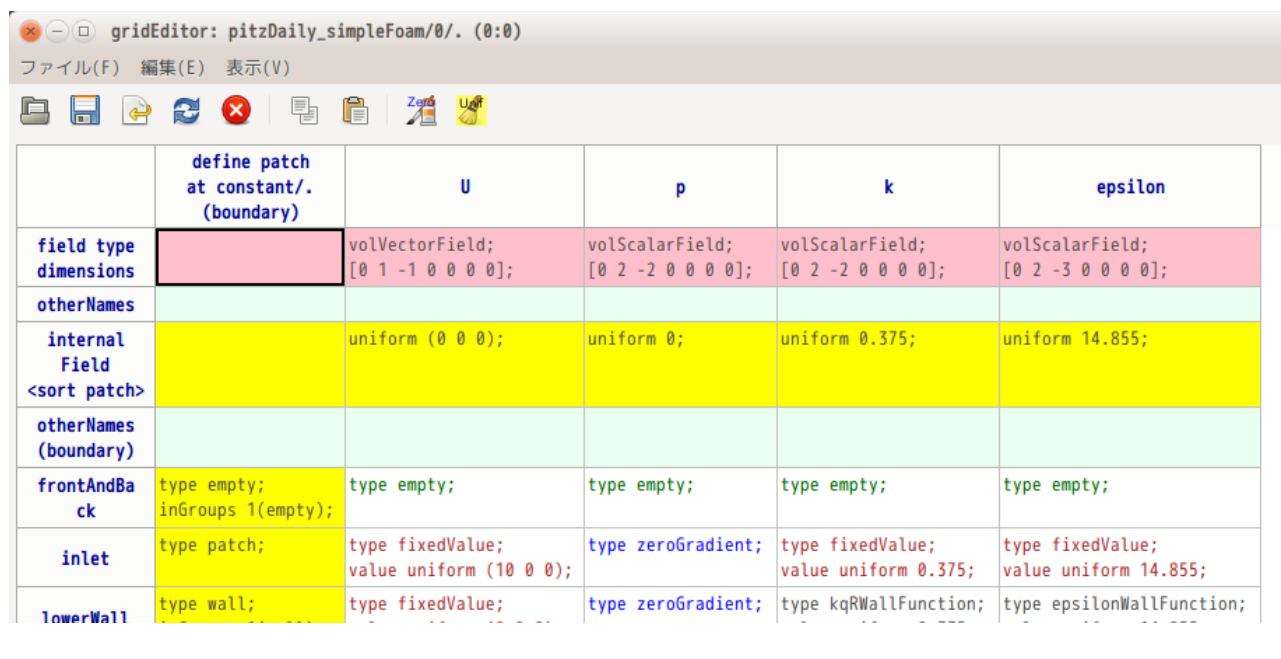 gridEditor: pitzDaily_simpleFoam/0/. (0:0)
ファイル(F) 編集(E) 表示(V)
Zero Unif
define patch
at constant/.
(boundary)
U
p
k
epsilon
field type
dimensions
volVectorField;
[0 1 -1 0 0 0 0];
volScalarField;
[0 2 -2 0 0 0 0];
volScalarField;
[0 2 -2 0 0 0 0];
volScalarField;
[0 2 -3 0 0 0 0];
otherNames
internal
Field
<sort patch>
uniform (0 0 0);
uniform 0;
uniform 0.375;
uniform 14.855;
otherNames
(boundary)
frontAndBa
ck
type empty;
inGroups 1(empty);
type empty;
type empty;
type empty;
type empty;
inlet
type patch;
type fixedValue;
value uniform (10 0 0);
type zeroGradient;
type fixedValue;
value uniform 0.375;
type fixedValue;
value uniform 14.855;
lowerWall
type wall;
type fixedValue;
type zeroGradient;
type kqRWallFunction;
type epsilonWallFunction;